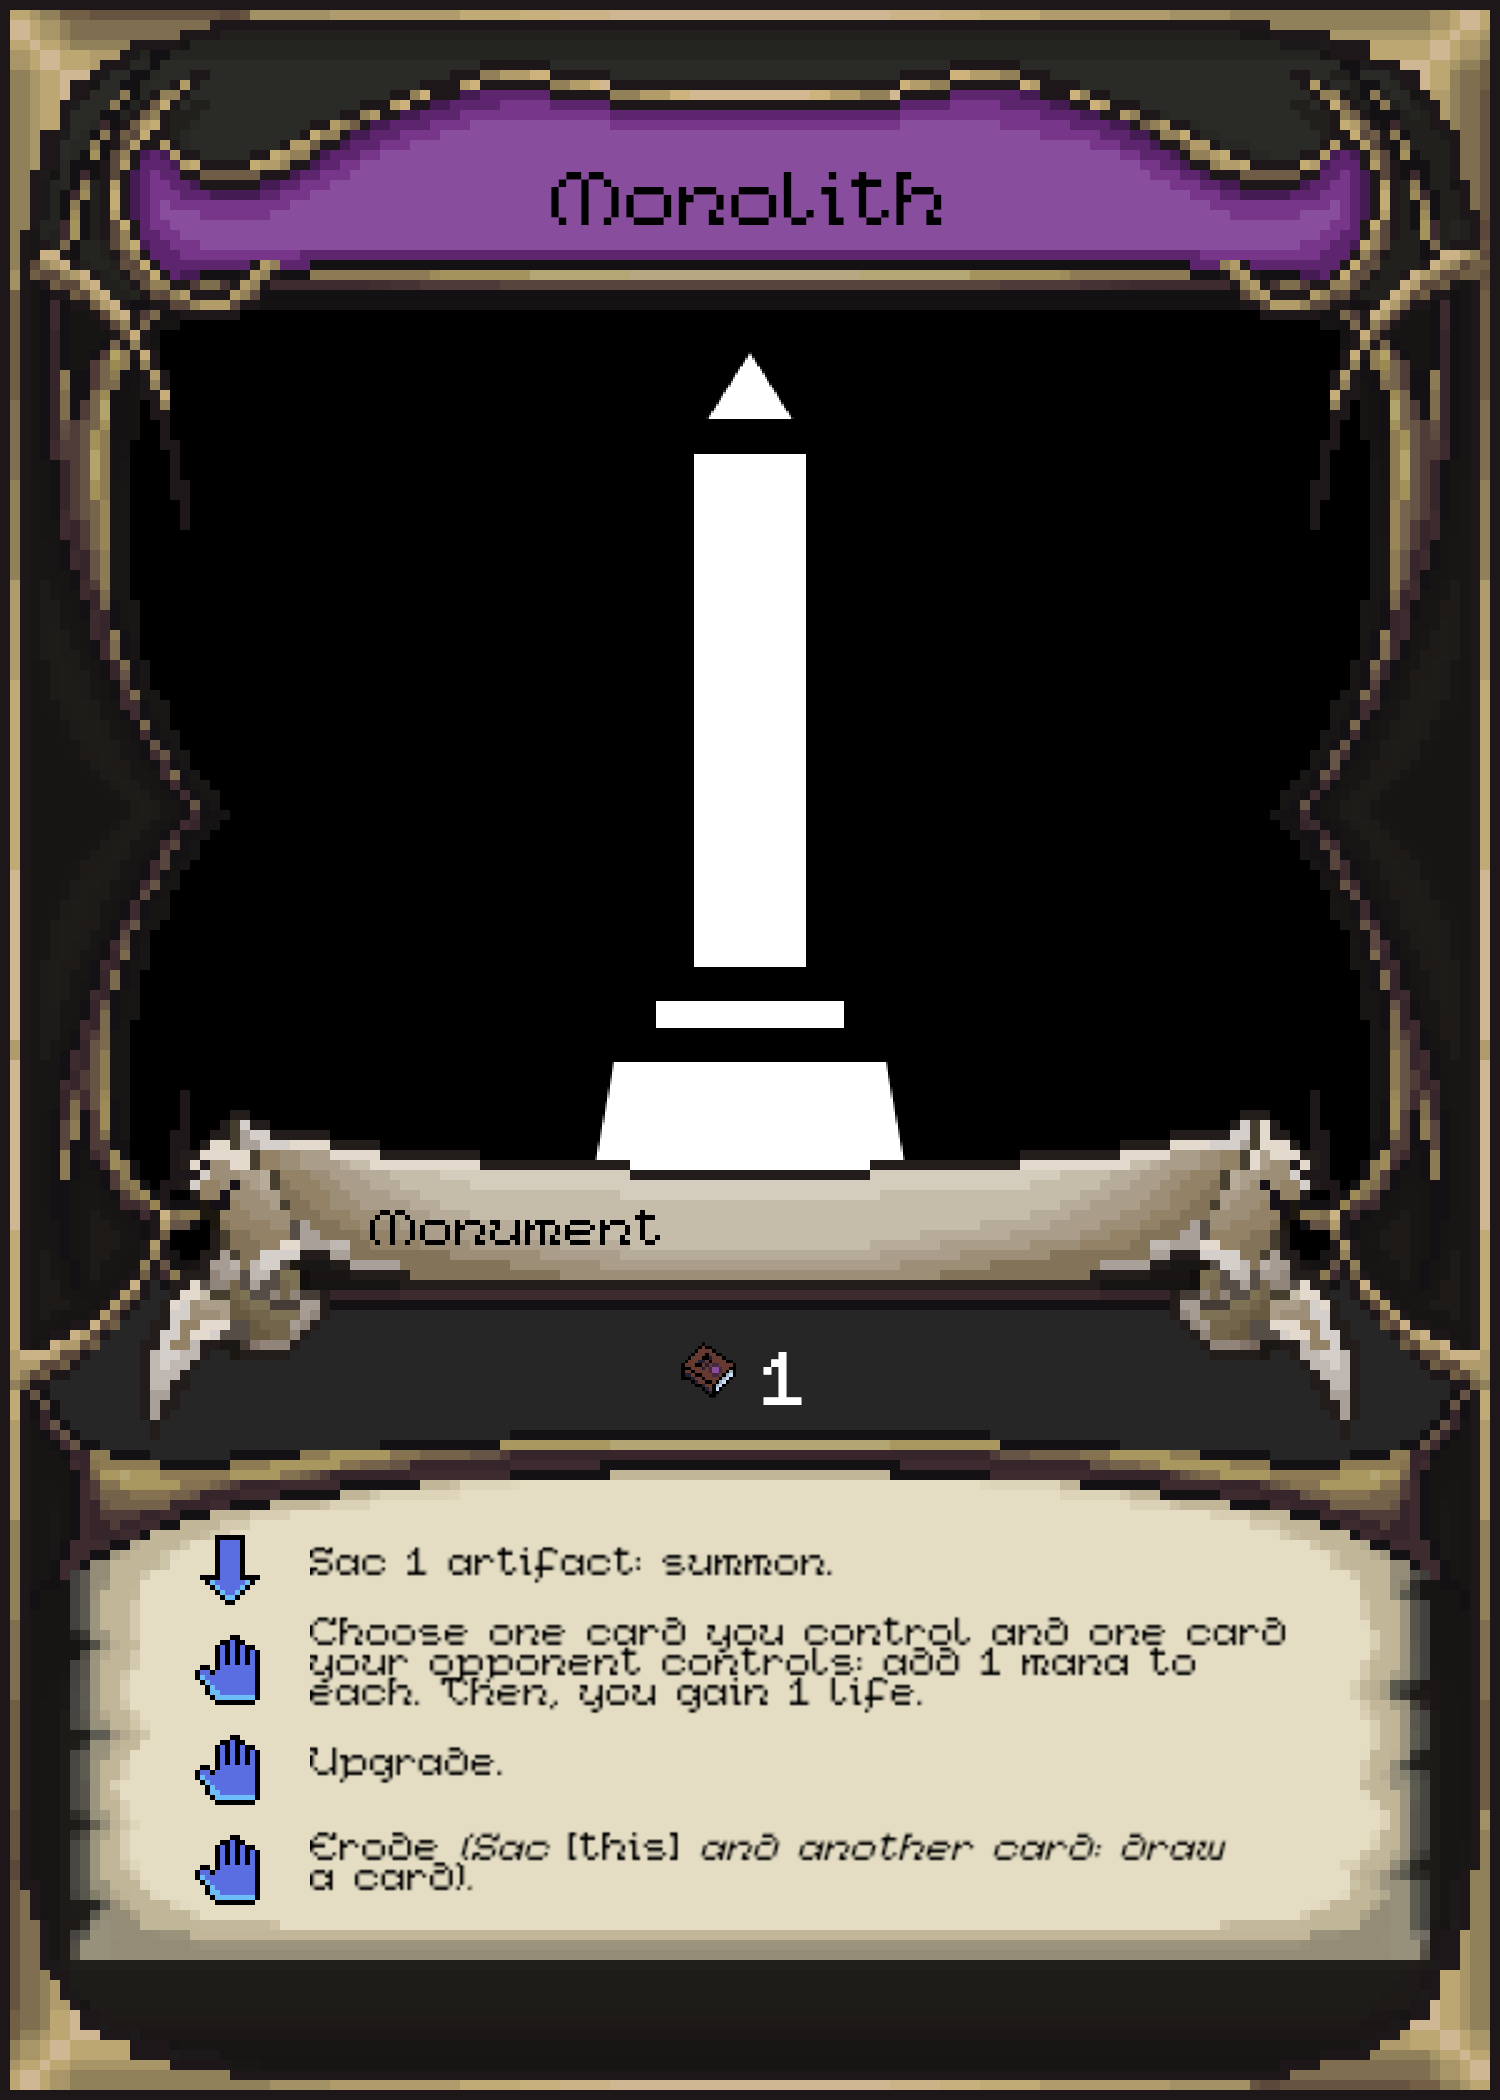 Monolith
Monument
1
Sac 1 artifact: summon.
Choose one card you control and one card
your opponent controls: add 1 mana to
each. Then, you gain 1 life.
Upgrade.
Erode (Sac [this] and another card: draw
a card).